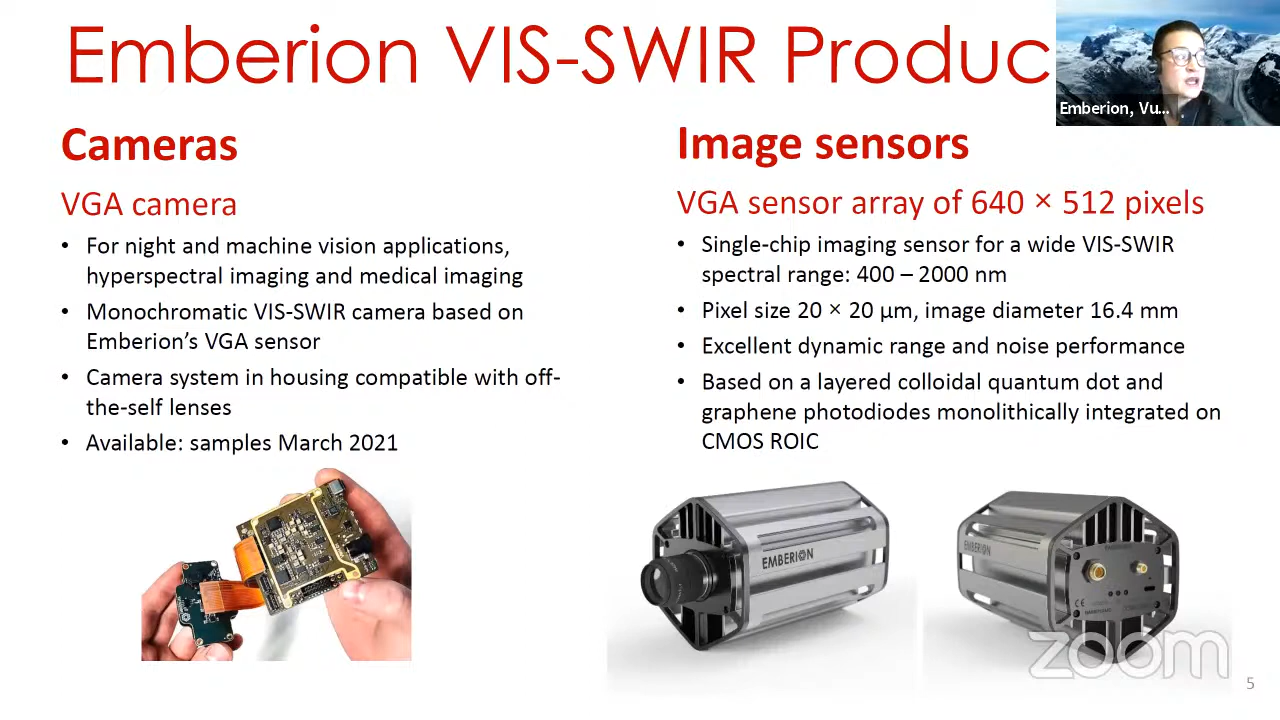 Emberion VIS-SWIR Produc
Emberion, Vu...
Cameras
VGA camera
• For night and machine vision applications,
hyperspectral imaging and medical imaging
• Monochromatic VIS-SWIR camera based on
Emberion’s VGA sensor
• Camera system in housing compatible with off-
the-self lenses
• Available: samples March 2021
Image sensors
VGA sensor array of 640 × 512 pixels
• Single-chip imaging sensor for a wide VIS-SWIR
spectral range: 400 – 2000 nm
• Pixel size 20 × 20 µm, image diameter 16.4 mm
• Excellent dynamic range and noise performance
• Based on a layered colloidal quantum dot and
graphene photodiodes monolithically integrated on
CMOS ROIC
EMBERION
EMBERION
CE
zoom
5